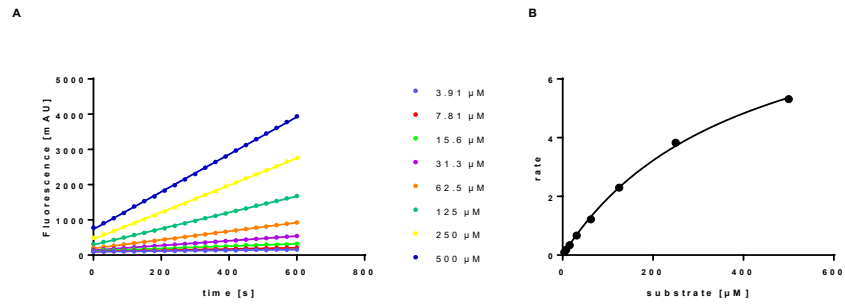 A
B
Fluorescence [mAU]
5000
4000
3000
2000
1000
0
0
200
400
600
800
time [s]
3.91 µM
7.81 µM
15.6 µM
31.3 µM
62.5 µM
125 µM
250 µM
500 µM
rate
6
4
2
0
0
200
400
600
substrate [µM]